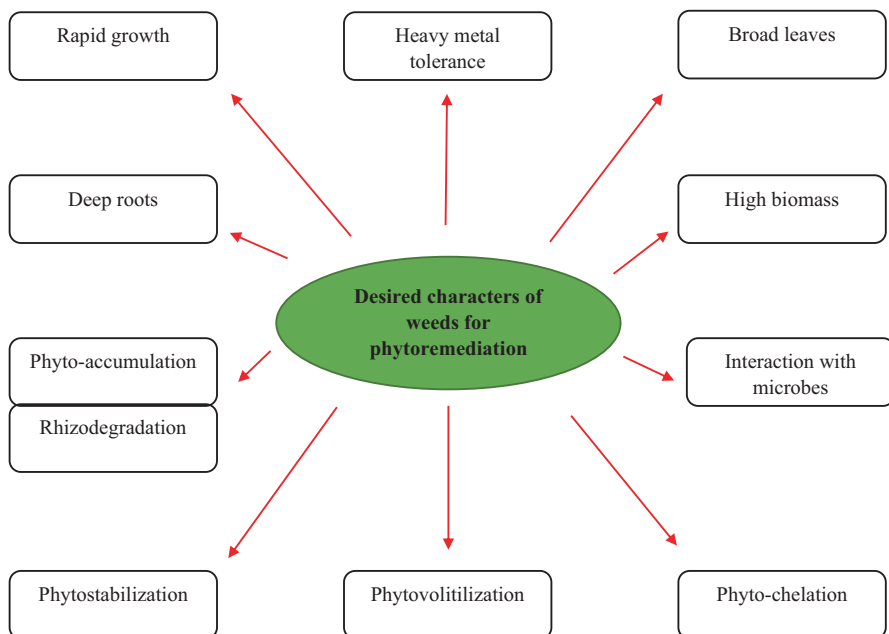 Rapid growth
Heavy metal
tolerance
Broad leaves
Deep roots
High biomass
Desired characters of
weeds for
phytoremediation
Phyto-accumulation
Rhizodegradation
Interaction with
microbes
Phytostabilization
Phytovolitilization
Phyto-chelation